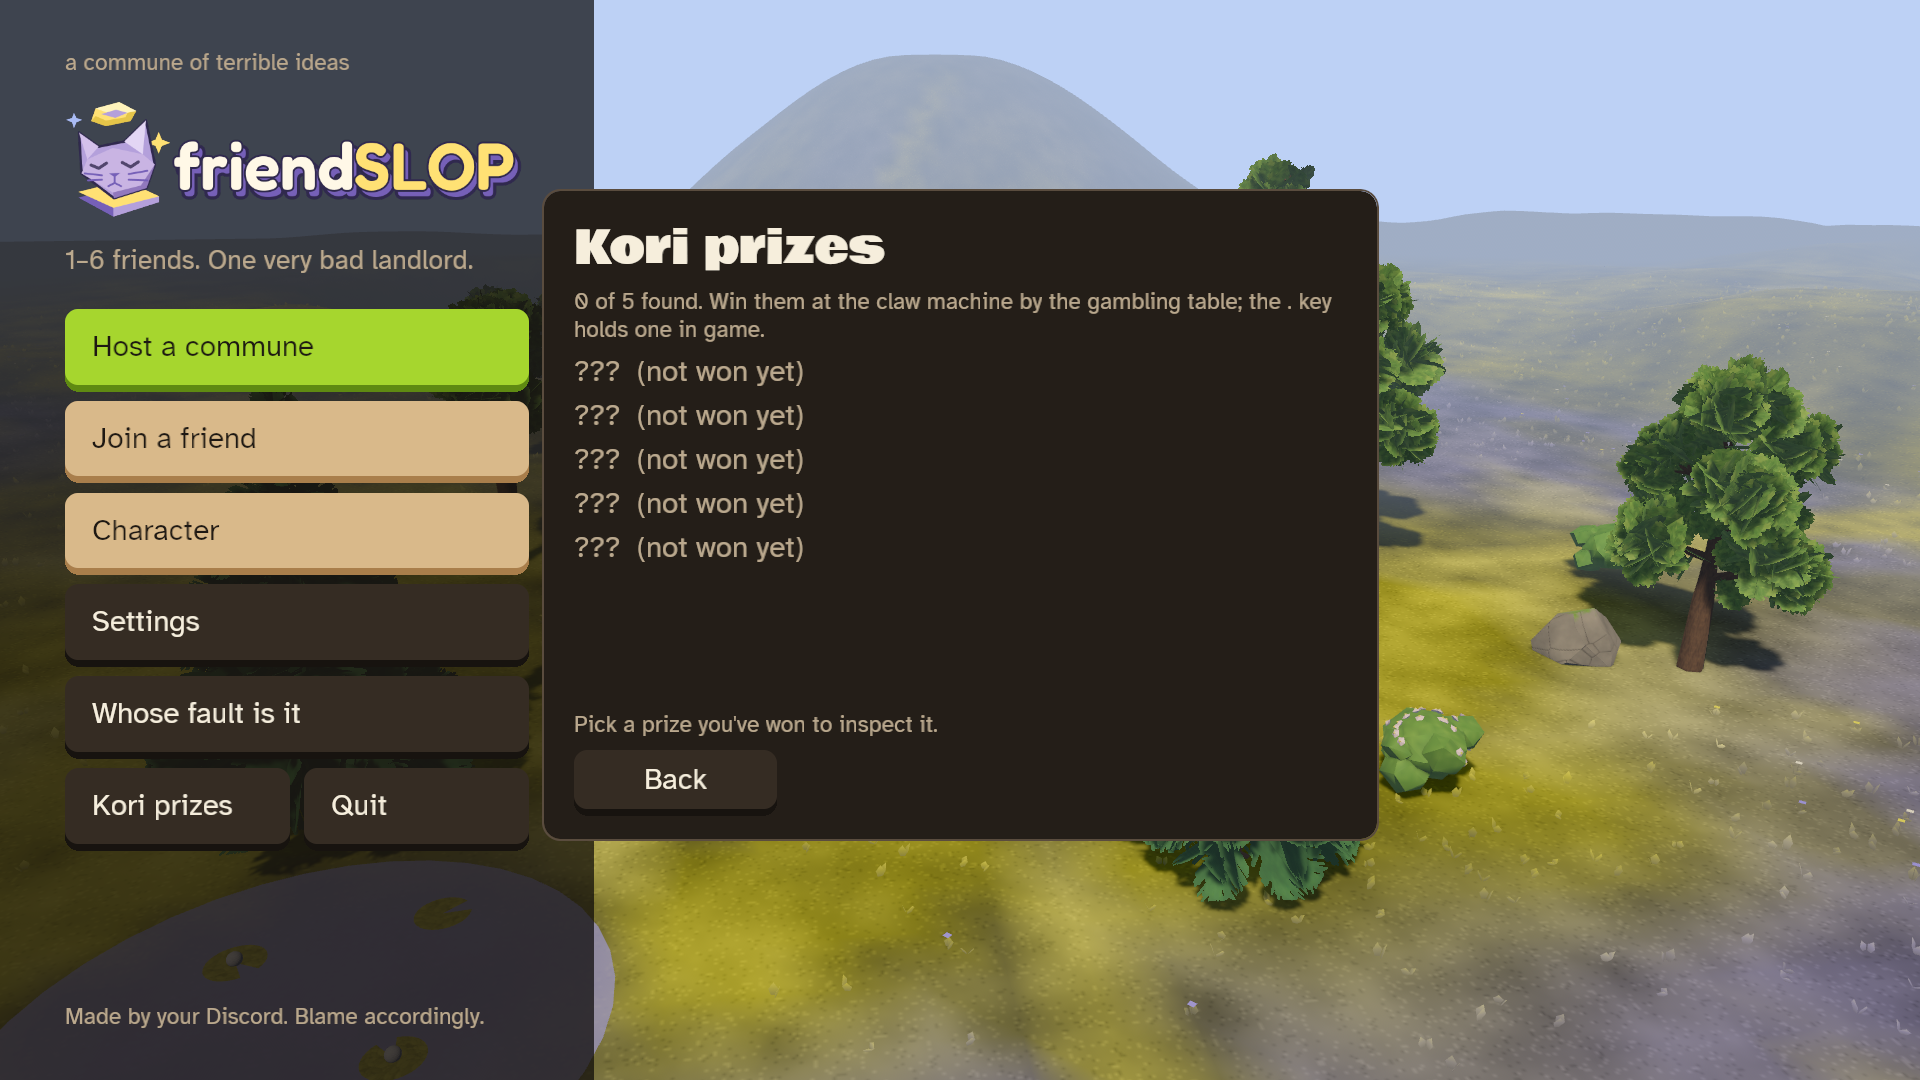 a commune of terrible ideas
friendSLOP
1–6 friends. One very bad landlord.
Host a commune
Join a friend
Character
Settings
Whose fault is it
Kori prizes
Quit
Made by your Discord. Blame accordingly.
Kori prizes
0 of 5 found. Win them at the claw machine by the gambling table; the . key
holds one in game.
??? (not won yet)
??? (not won yet)
??? (not won yet)
??? (not won yet)
??? (not won yet)
Pick a prize you've won to inspect it.
Back